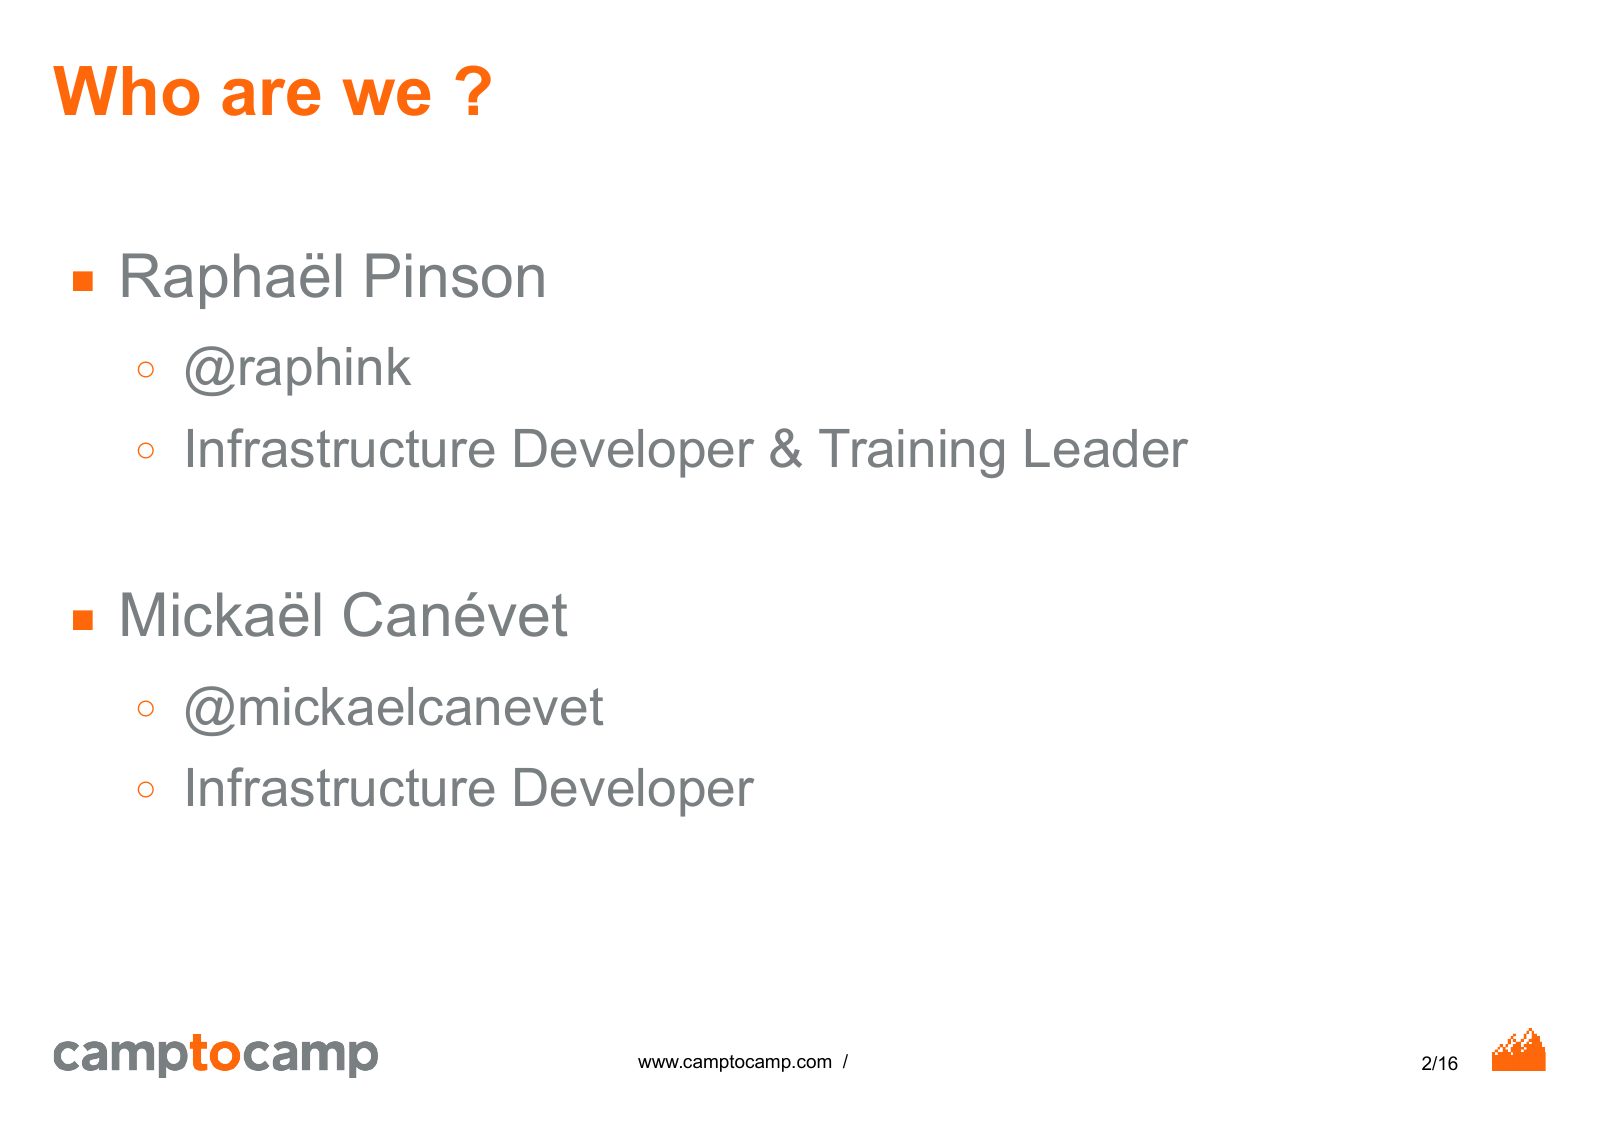 Who are we ?
Raphaël Pinson
@raphink
Infrastructure Developer & Training Leader
Mickaël Canévet
@mickaelcanevet
Infrastructure Developer
camptocamp
www.camptocamp.com /
2/16